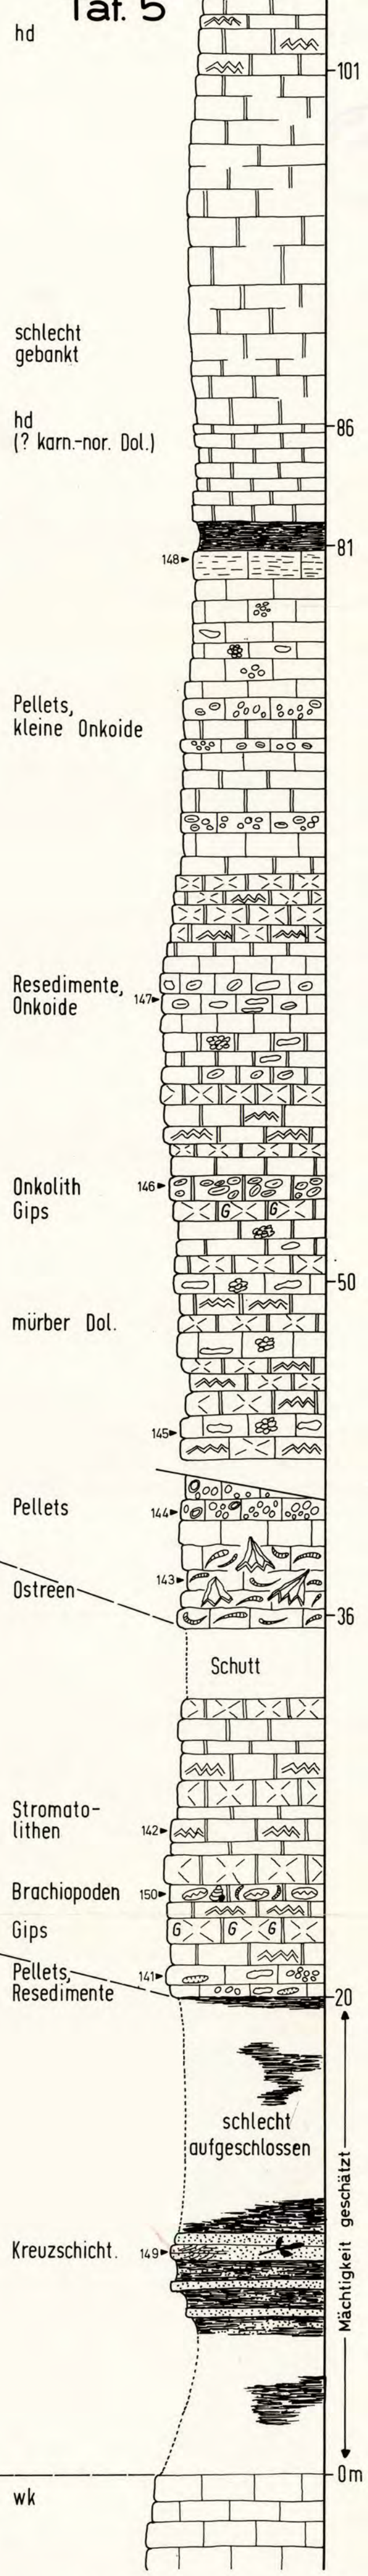 Taf. 5
hd
101
schlecht
gebankt
hd
(? karn.-nor. Dol.)
86
81
148
Pellets,
kleine Onkoide
Resedimente,
Onkoide
147
Onkolith
146
Gips
G G
50
mürber Dol.
145
Pellets
144
143
Ostreen
36
Schutt
Stromato-
lithen
142
Brachiopoden
150
Gips
G G G
Pellets,
Resedimente
141
20
schlecht
aufgeschlossen
Mächtigkeit geschätzt
Kreuzschicht.
149
0m
wk